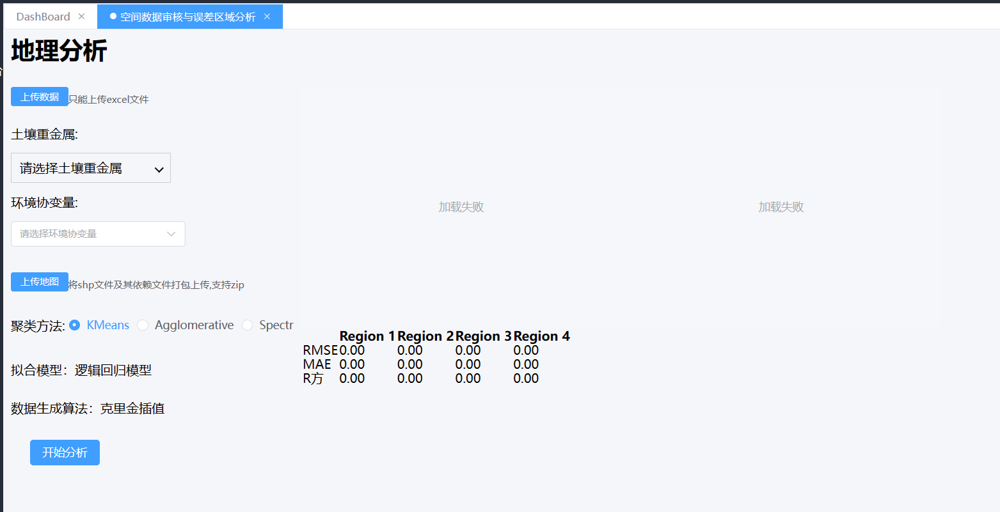 DashBoard
空间数据审核与误差区域分析
地理分析
上传数据 只能上传excel文件
土壤重金属:
请选择土壤重金属
环境协变量:
请选择环境协变量
上传地图 将shp文件及其依赖文件打包上传,支持zip
聚类方法: KMeans Agglomerative Spectr
拟合模型：逻辑回归模型
数据生成算法：克里金插值
开始分析
加载失败
加载失败
Region 1 Region 2 Region 3 Region 4
RMSE 0.00 0.00 0.00 0.00
MAE 0.00 0.00 0.00 0.00
R方 0.00 0.00 0.00 0.00